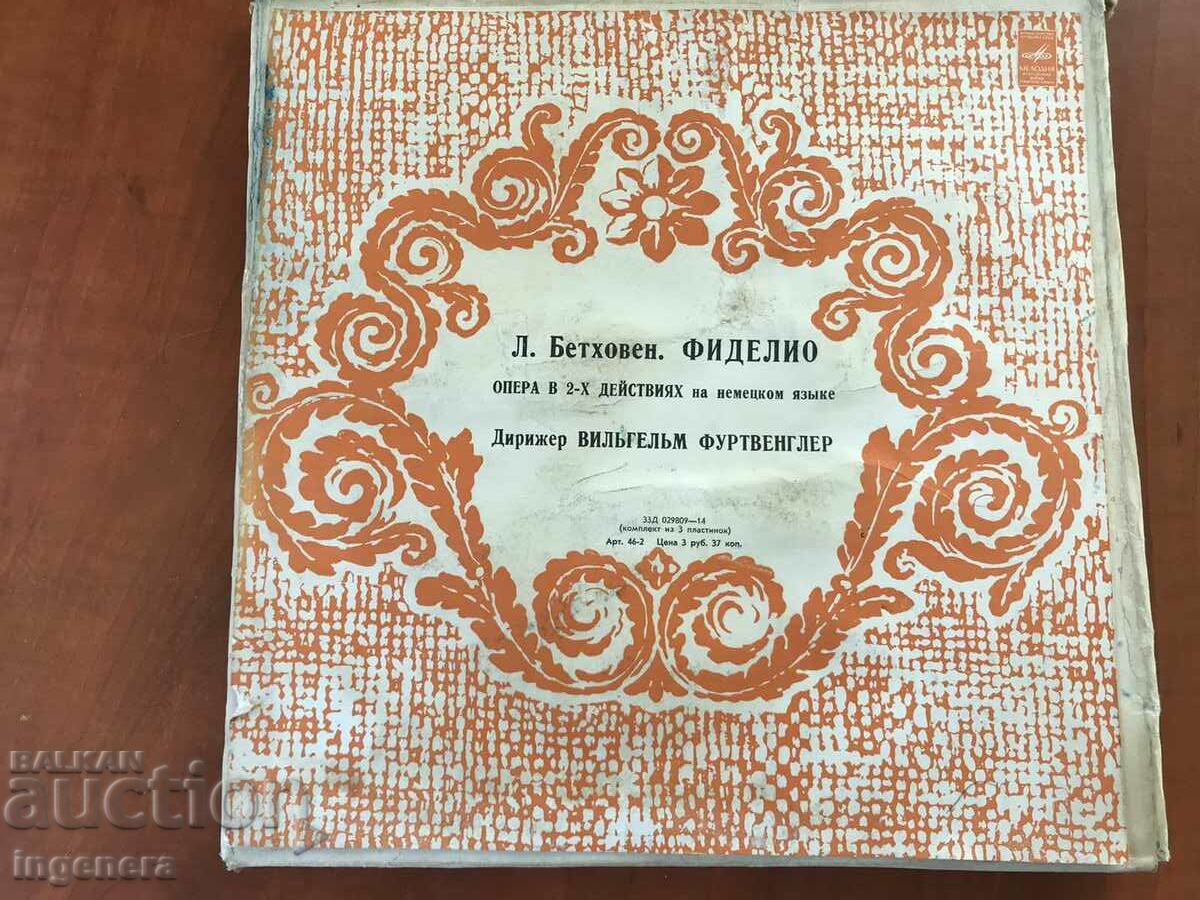 МЕЛОДИЯ
Л. Бетховен. ФИДЕЛИО
ОПЕРА В 2-Х ДЕЙСТВИЯХ на немецком языке
Дирижер ВИЛЬГЕЛЬМ ФУРТВЕНГЛЕР
33Д 029809—14
(комплект из 3 пластинок)
Арт. 46-2 Цена 3 руб. 37 коп.
BALKAN
auction
ingenera